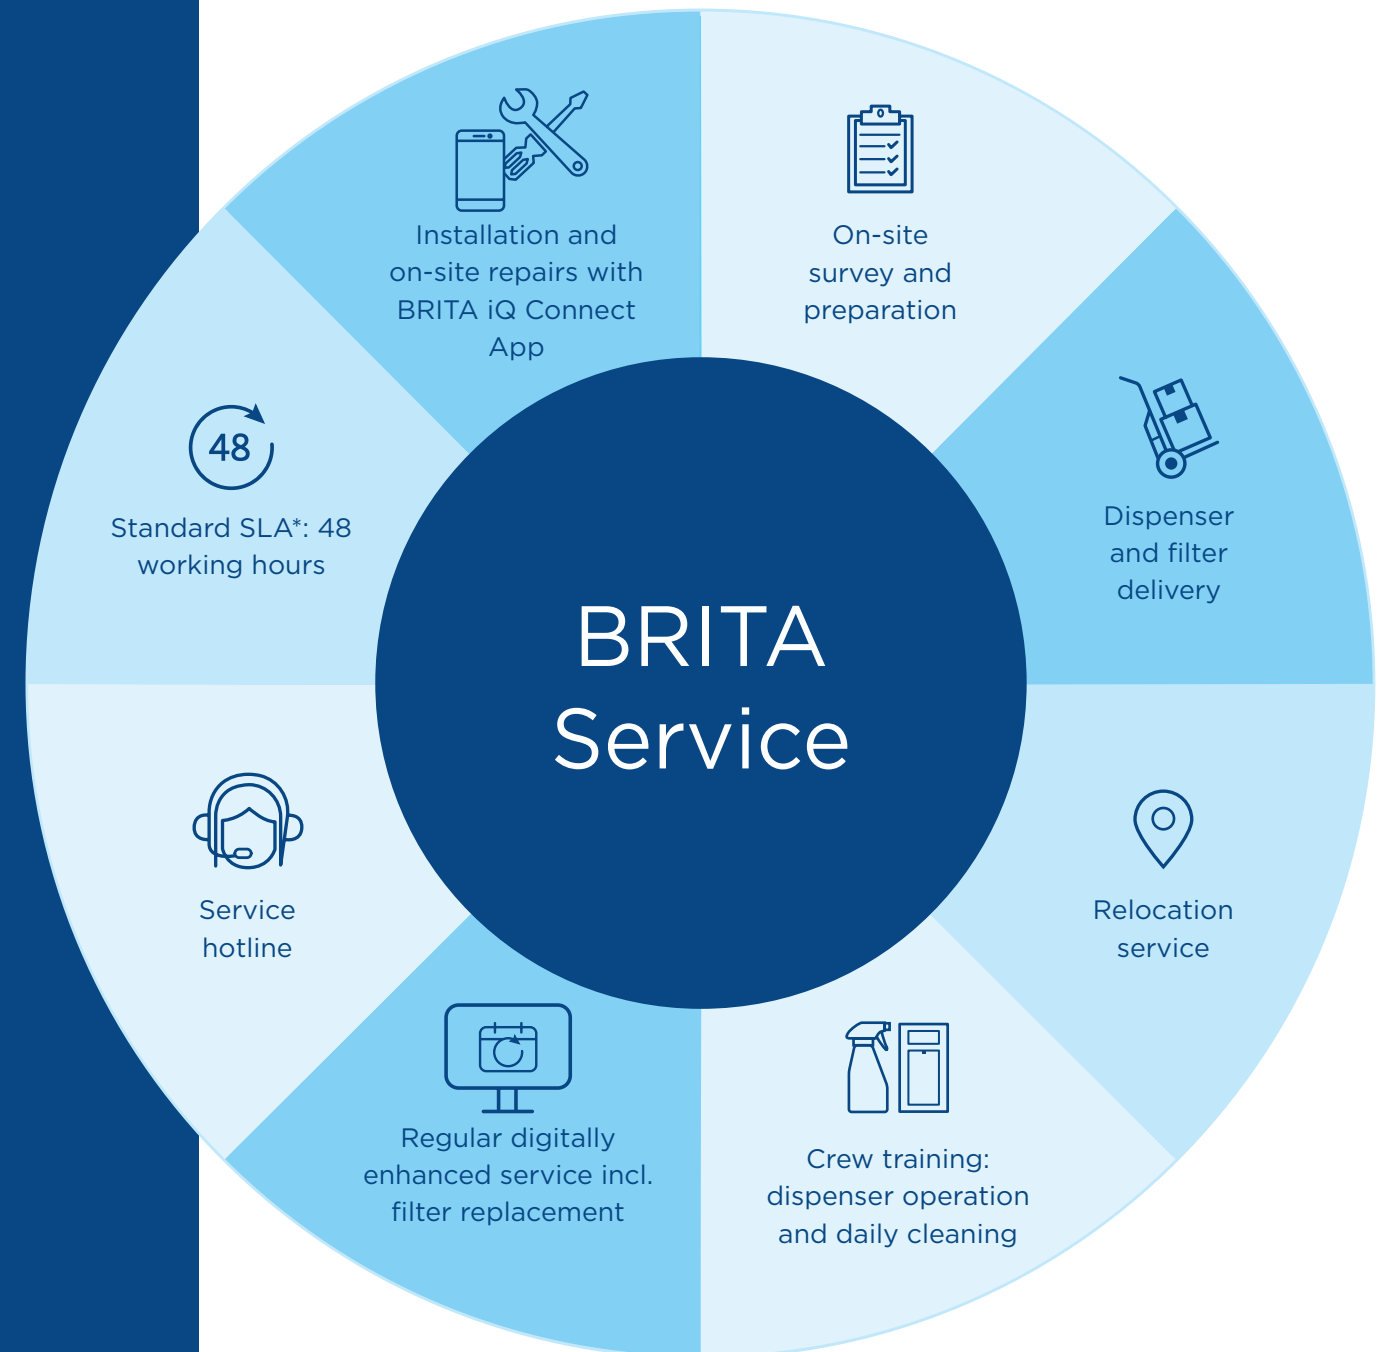 BRITA
Service
On-site
survey and
preparation
Dispenser
and filter
delivery
Relocation
service
Crew training:
dispenser operation
and daily cleaning
Regular digitally
enhanced service incl.
filter replacement
Service
hotline
48
Standard SLA*: 48
working hours
Installation and
on-site repairs with
BRITA iQ Connect
App